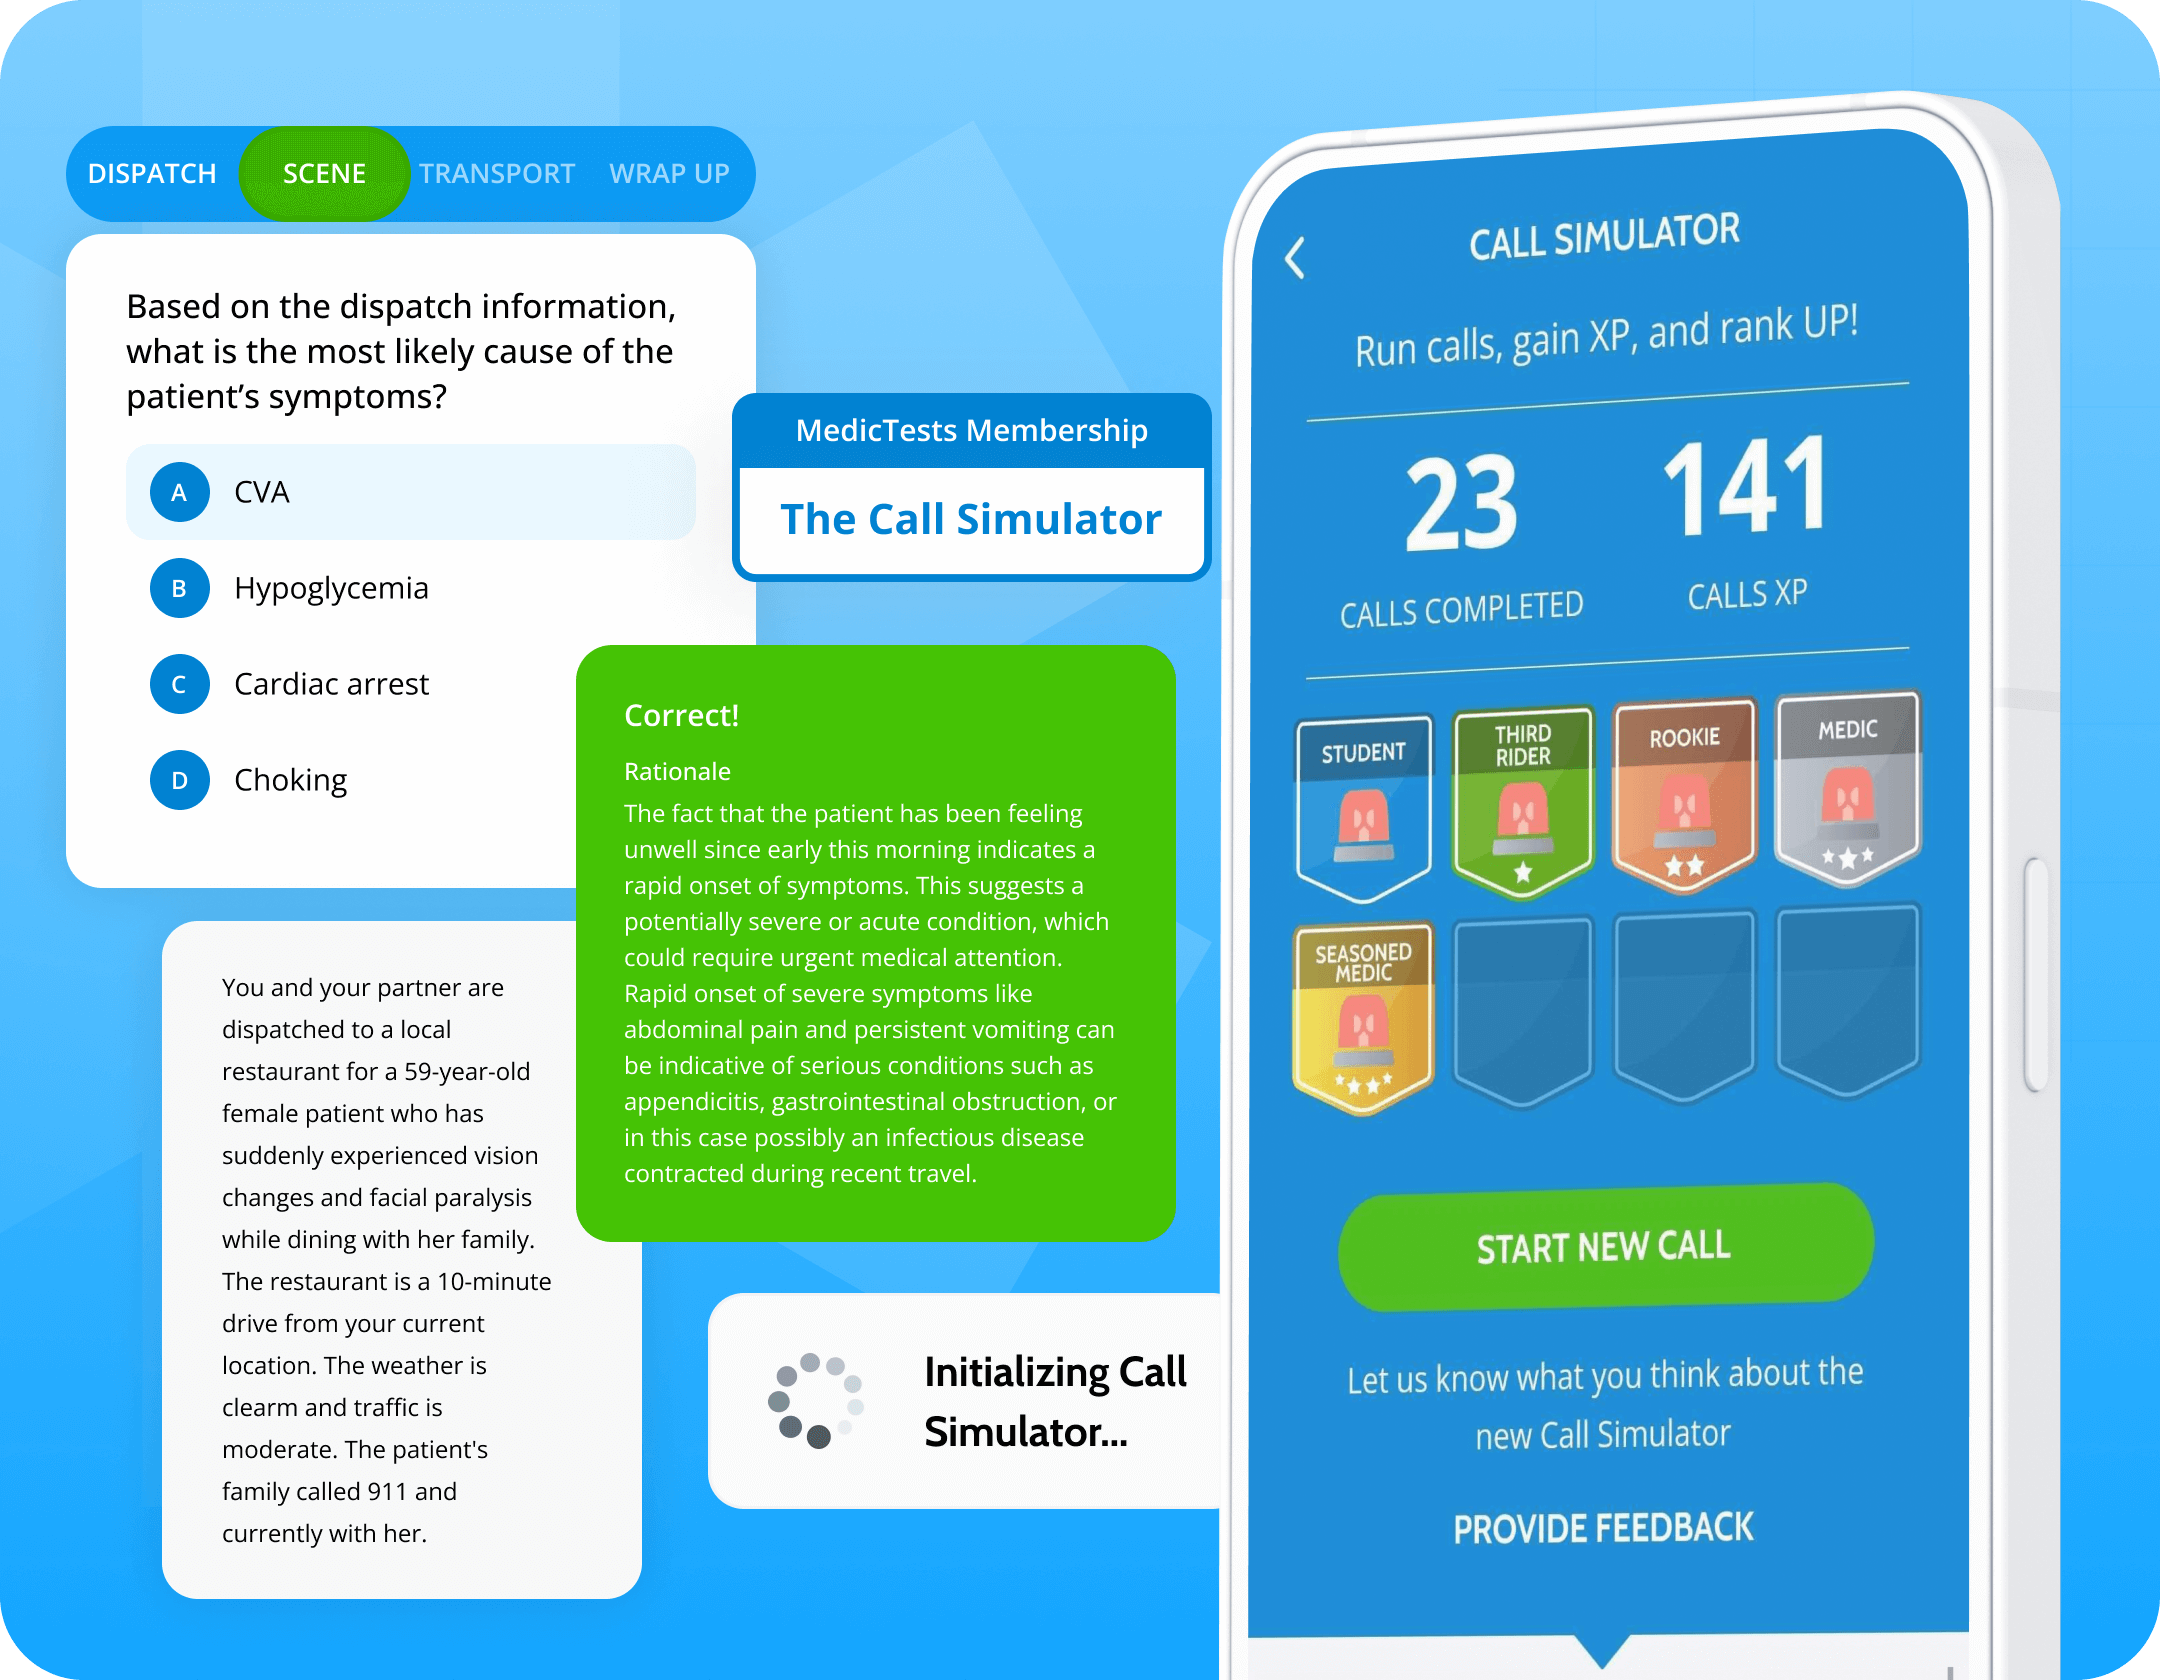 DISPATCH SCENE TRANSPORT WRAP UP
Based on the dispatch information,
what is the most likely cause of the
patient’s symptoms?
A CVA
B Hypoglycemia
C Cardiac arrest
D Choking
MedicTests Membership
The Call Simulator
Correct!
Rationale
The fact that the patient has been feeling
unwell since early this morning indicates a
rapid onset of symptoms. This suggests a
potentially severe or acute condition, which
could require urgent medical attention.
Rapid onset of severe symptoms like
abdominal pain and persistent vomiting can
be indicative of serious conditions such as
appendicitis, gastrointestinal obstruction, or
in this case possibly an infectious disease
contracted during recent travel.
You and your partner are
dispatched to a local
restaurant for a 59-year-old
female patient who has
suddenly experienced vision
changes and facial paralysis
while dining with her family.
The restaurant is a 10-minute
drive from your current
location. The weather is
clearm and traffic is
moderate. The patient's
family called 911 and
currently with her.
Initializing Call
Simulator...
CALL SIMULATOR
Run calls, gain XP, and rank UP!
23 141
CALLS COMPLETED CALLS XP
STUDENT
THIRD
RIDER
ROOKIE
MEDIC
SEASONED
MEDIC
START NEW CALL
Let us know what you think about the
new Call Simulator
PROVIDE FEEDBACK